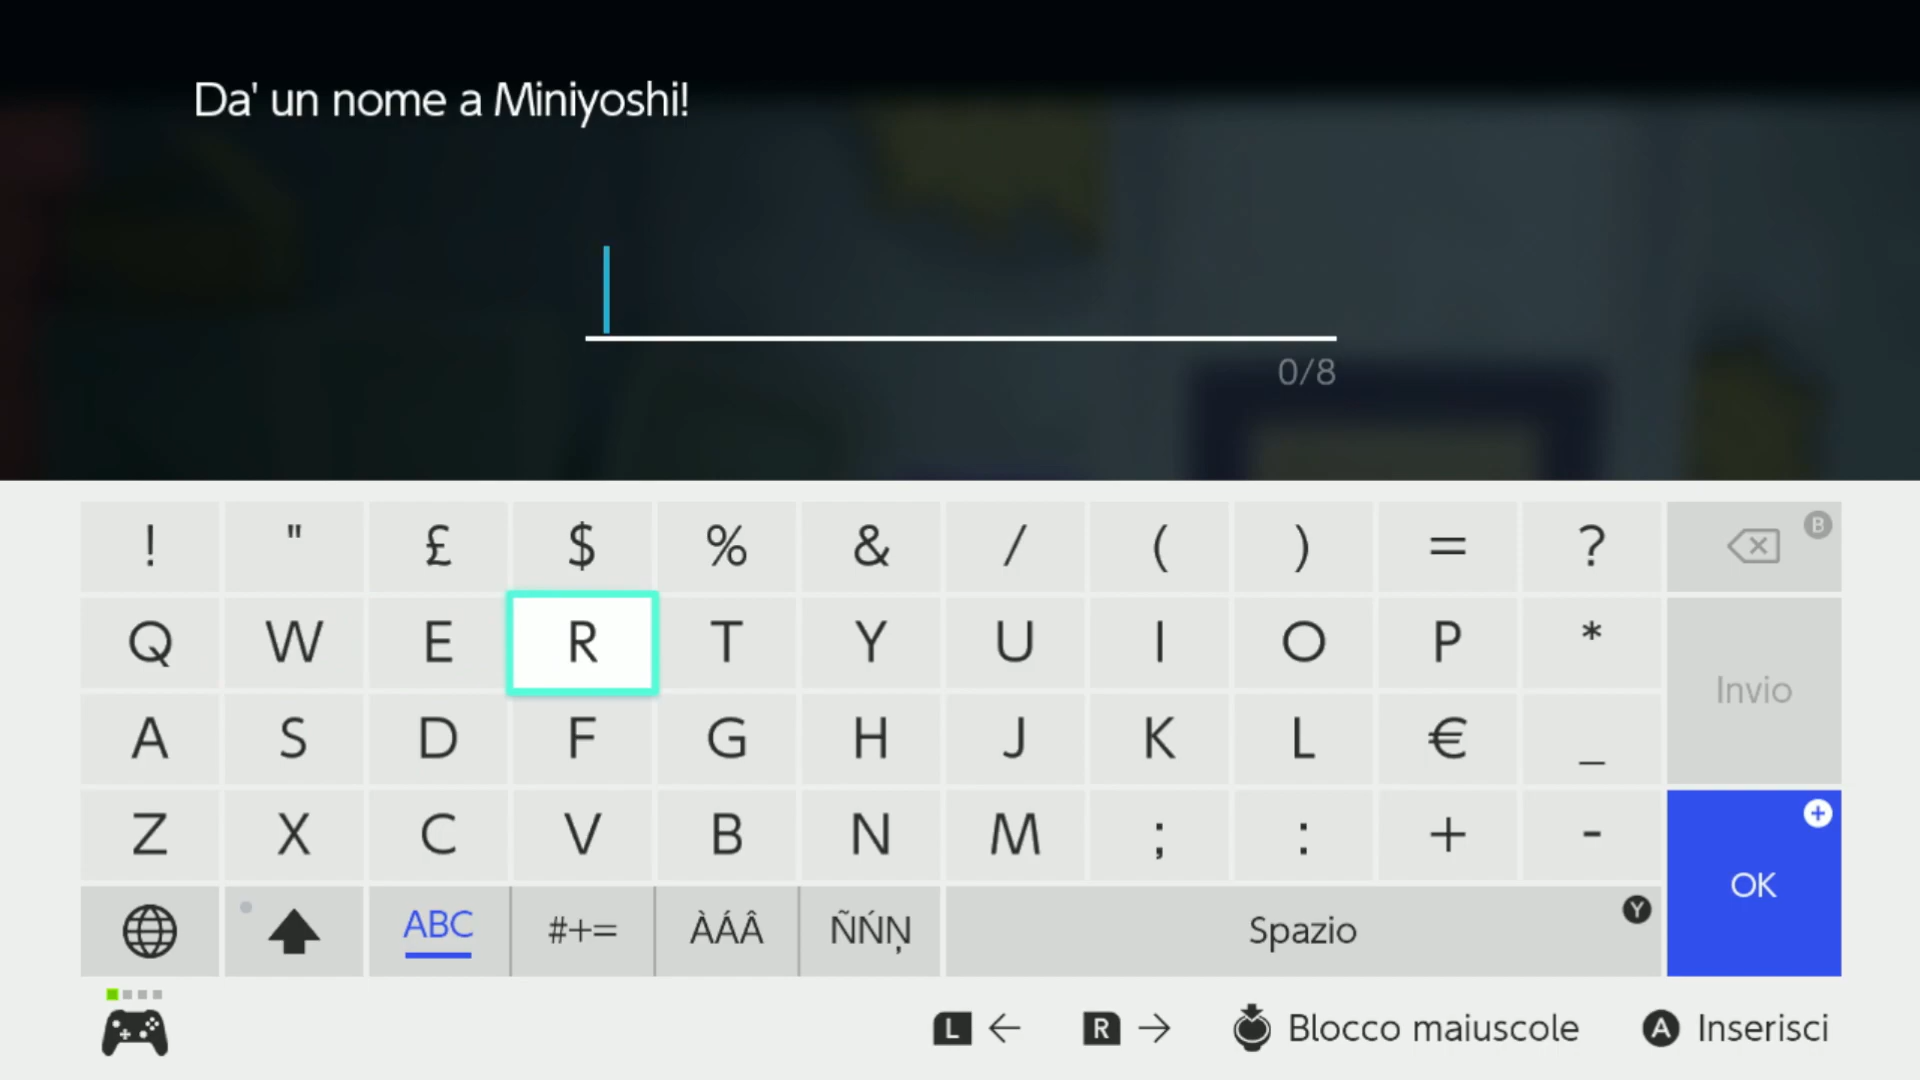 Da' un nome a Miniyoshi!
0/8
! " £ $ % & / ( ) = ? B
Q W E R T Y U I O P *
Invio
A S D F G H J K L € _
Z X C V B N M ; : + - +
OK
ABC #+= ÀÁÂ ÑŃŅ Spazio Y
L ← R → Blocco maiuscole A Inserisci